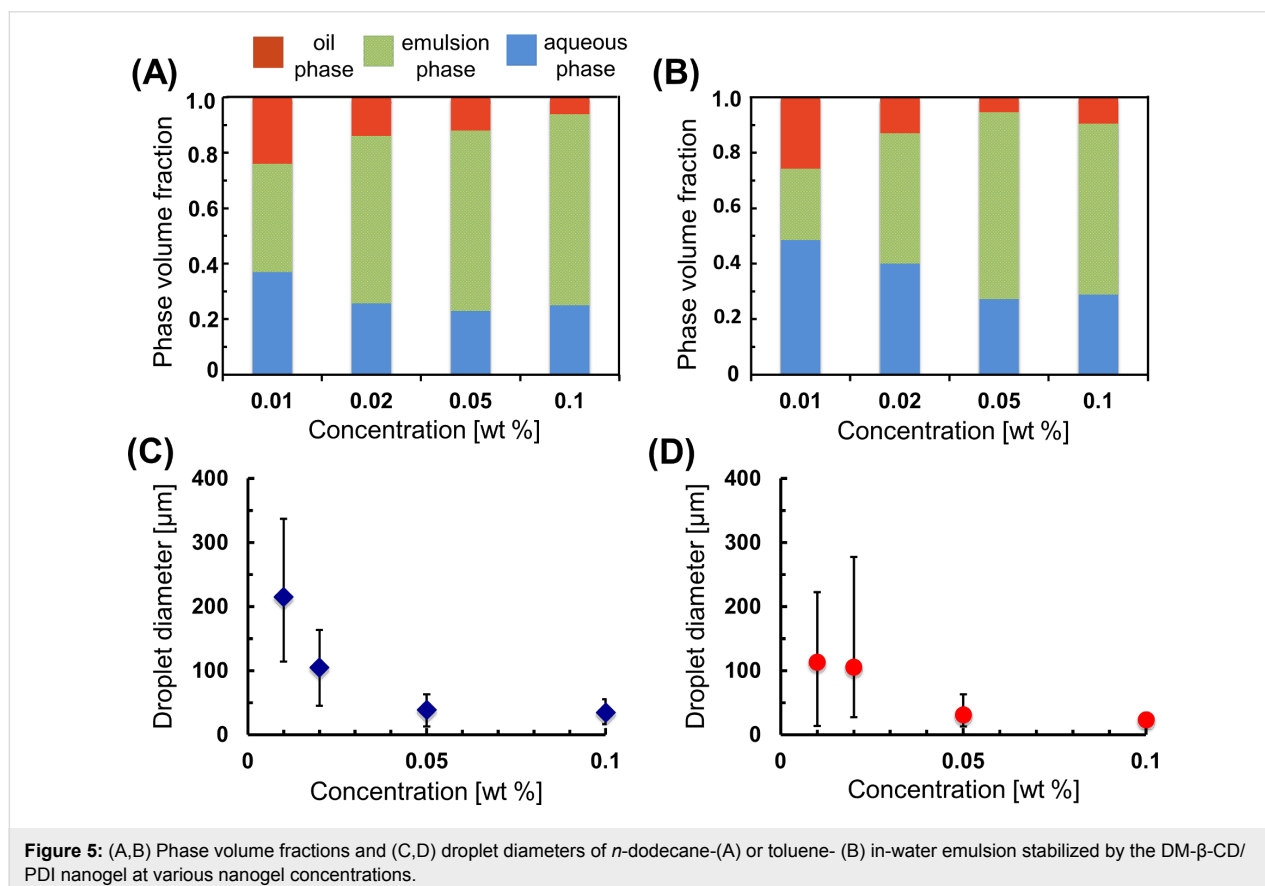 oil phase
emulsion phase
aqueous phase
(A)
1.0
0.8
0.6
0.4
0.2
0
Phase volume fraction
0.01 0.02 0.05 0.1
Concentration [wt %]
(B)
1.0
0.8
0.6
0.4
0.2
0
Phase volume fraction
0.01 0.02 0.05 0.1
Concentration [wt %]
(C)
400
300
200
100
0
Droplet diameter [µm]
0 0.05 0.1
Concentration [wt %]
(D)
400
300
200
100
0
Droplet diameter [µm]
0 0.05 0.1
Concentration [wt %]
Figure 5: (A,B) Phase volume fractions and (C,D) droplet diameters of n-dodecane-(A) or toluene- (B) in-water emulsion stabilized by the DM-β-CD/
PDI nanogel at various nanogel concentrations.